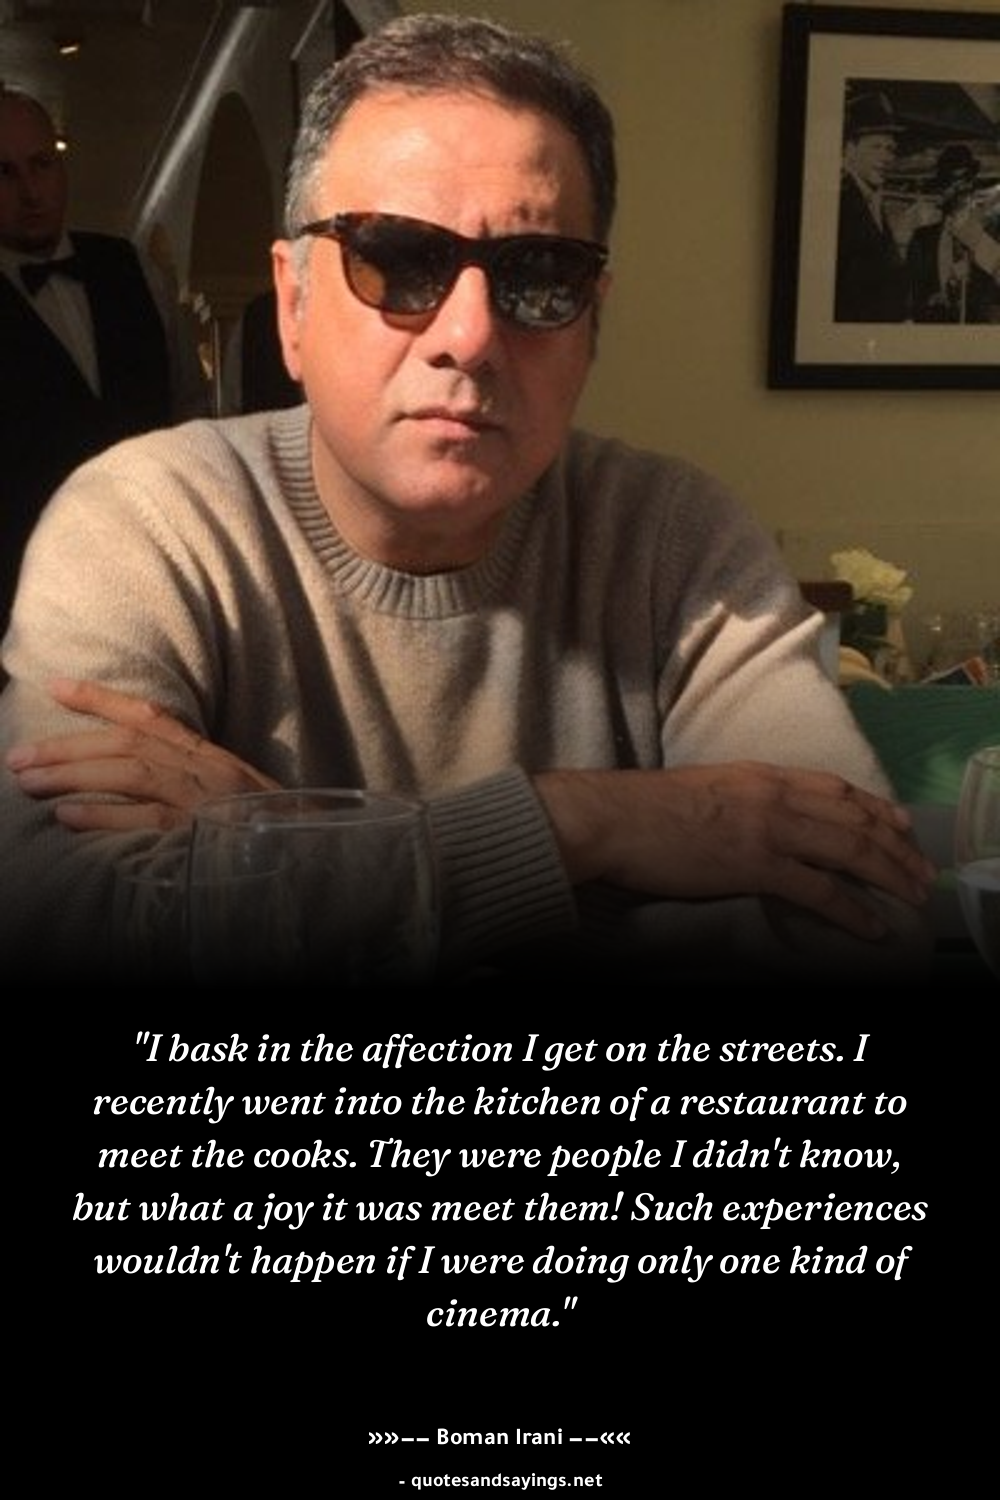 "I bask in the affection I get on the streets. I
recently went into the kitchen of a restaurant to
meet the cooks. They were people I didn't know,
but what a joy it was meet them! Such experiences
wouldn't happen if I were doing only one kind of
cinema."
»»−− Boman Irani −−««
- quotesandsayings.net